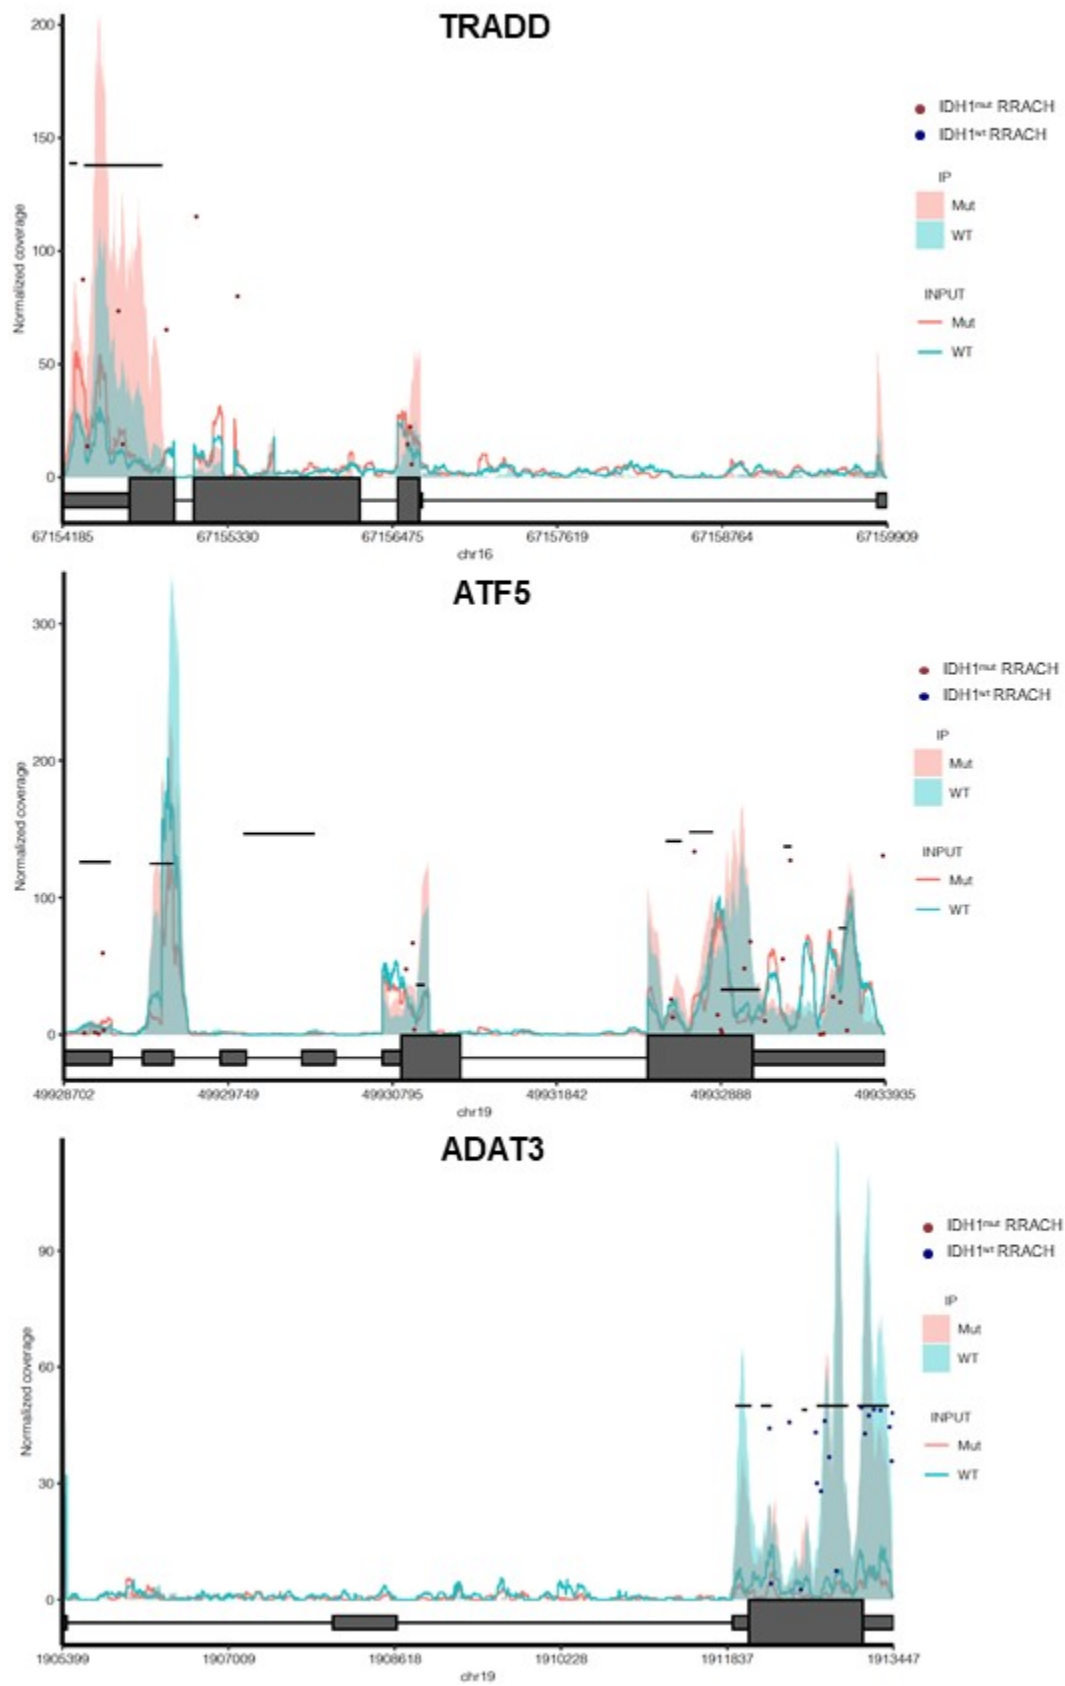 TRADD
200
150
100
50
0
Normalized coverage
67154185 67155330 67156475 67157619 67158764 67159909
chr16
IDH1ᵐᵘᵗ RRACH
IDH1ʷᵗ RRACH
IP
Mut
WT
INPUT
Mut
WT
ATF5
300
200
100
0
Normalized coverage
49928702 49929749 49930795 49931842 49932888 49933935
chr19
IDH1ᵐᵘᵗ RRACH
IDH1ʷᵗ RRACH
IP
Mut
WT
INPUT
Mut
WT
ADAT3
90
60
30
0
Normalized coverage
1905399 1907009 1908618 1910228 1911837 1913447
chr19
IDH1ᵐᵘᵗ RRACH
IDH1ʷᵗ RRACH
IP
Mut
WT
INPUT
Mut
WT